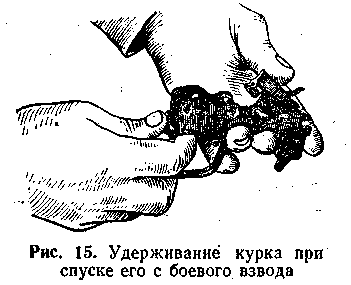 Рис. 15. Удерживание курка при
спуске его с боевого взвода